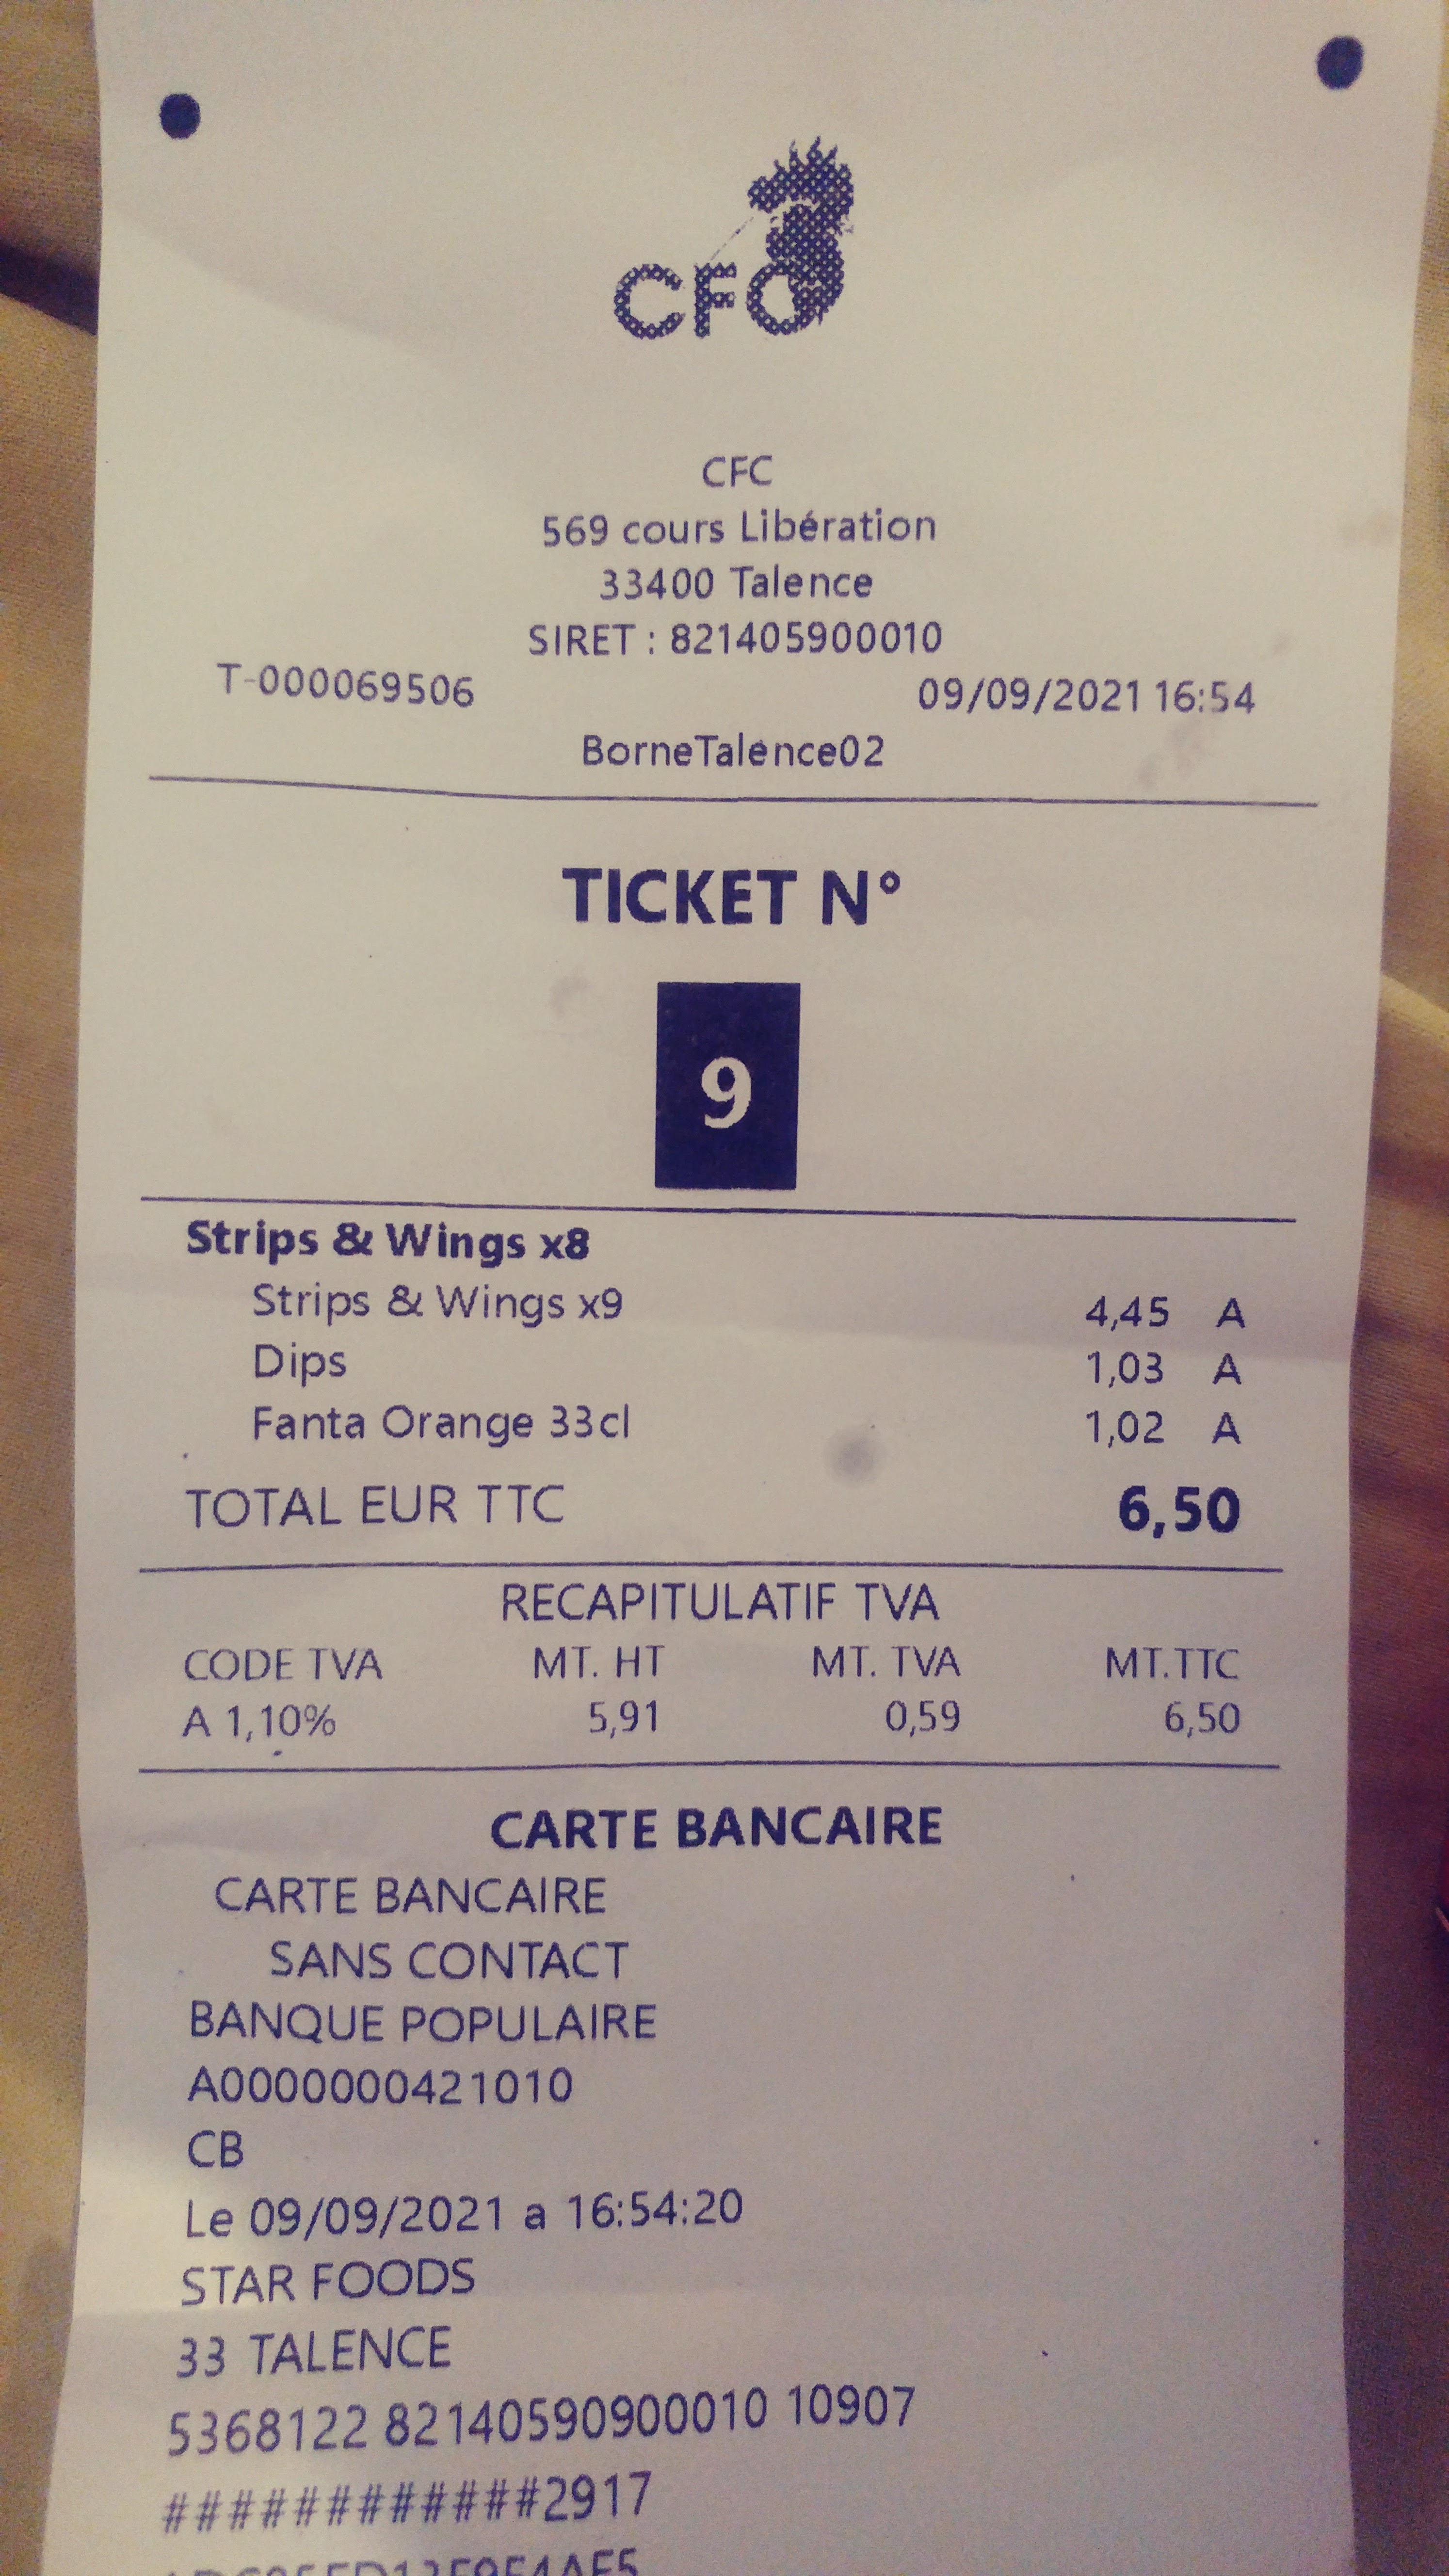 CFC
CFC
569 cours Libération
33400 Talence
SIRET : 821405900010
T-000069506 09/09/2021 16:54
BorneTalence02
TICKET N°
9
Strips & Wings x8
Strips & Wings x9 4,45 A
Dips 1,03 A
Fanta Orange 33cl 1,02 A
TOTAL EUR TTC 6,50
RECAPITULATIF TVA
CODE TVA MT. HT MT. TVA MT.TTC
A 1,10% 5,91 0,59 6,50
CARTE BANCAIRE
CARTE BANCAIRE
SANS CONTACT
BANQUE POPULAIRE
A0000000421010
CB
Le 09/09/2021 a 16:54:20
STAR FOODS
33 TALENCE
5368122 82140590900010 10907
############2917